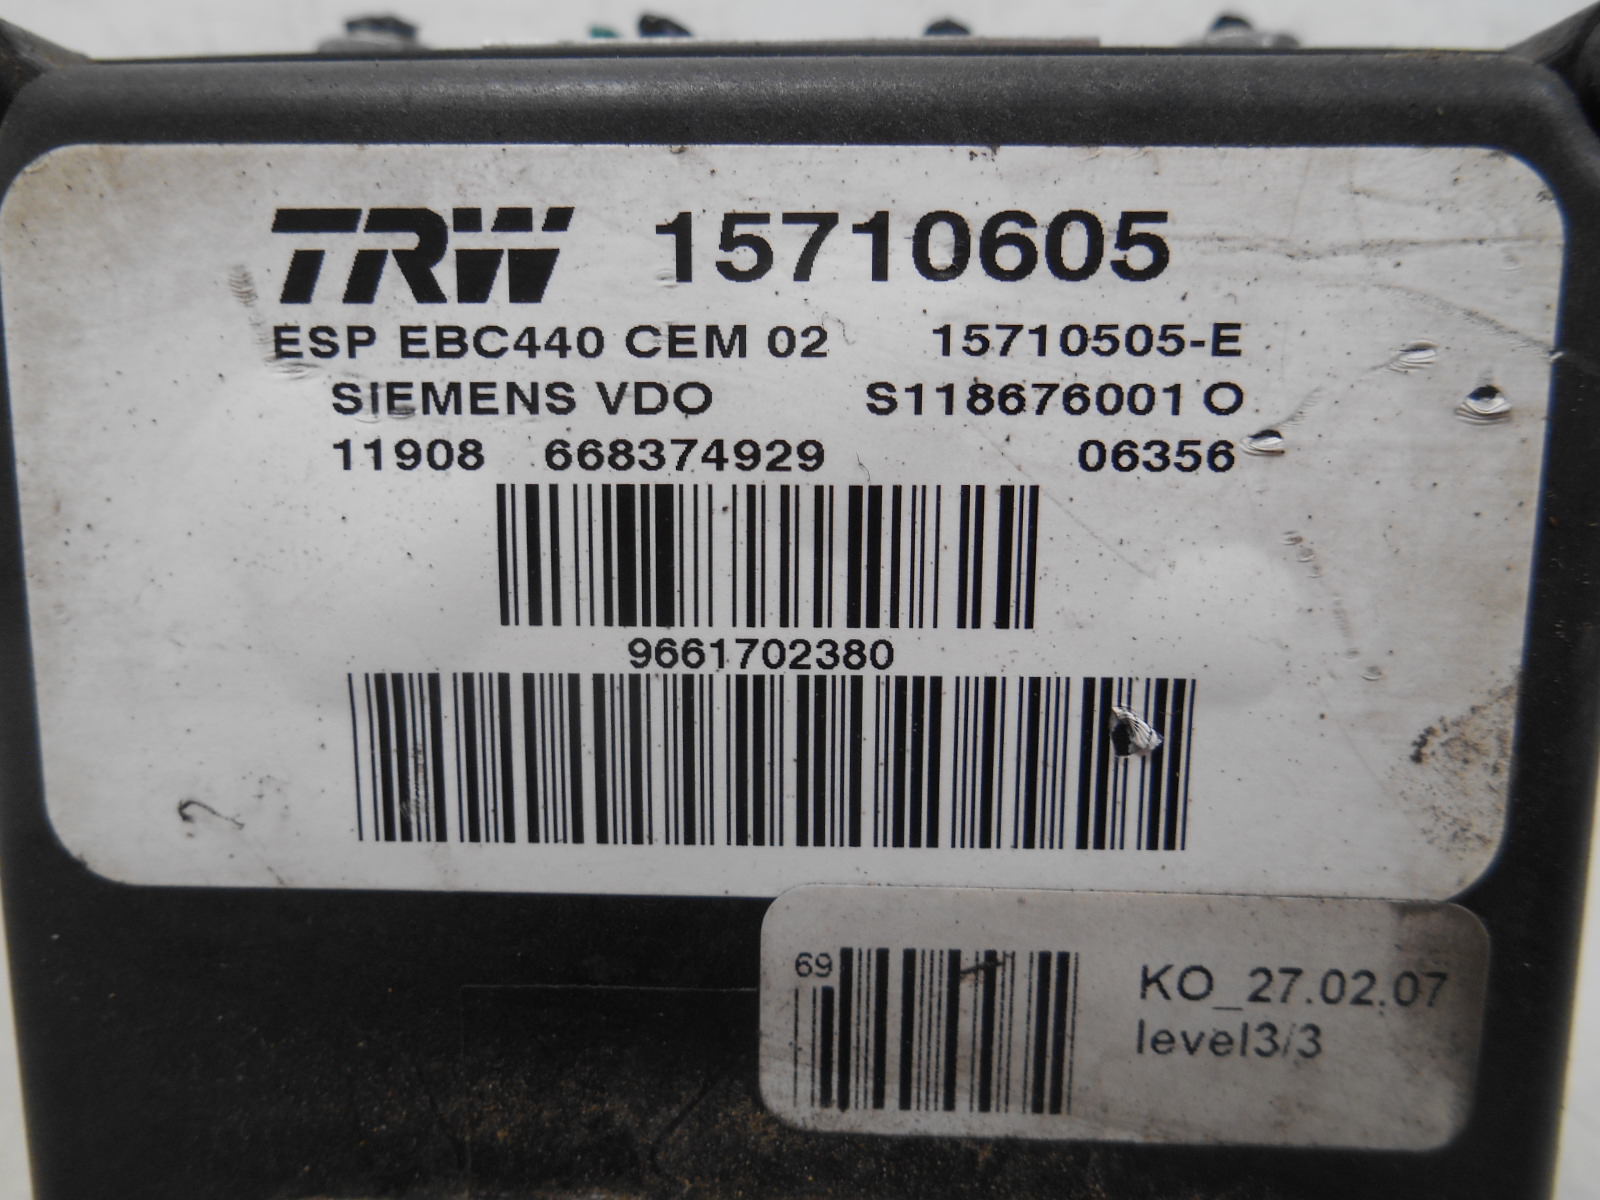 TRW 15710605
ESP EBC440 CEM 02 15710505-E
SIEMENS VDO S118676001 O
11908 668374929 06356
9661702380
69
KO_27.02.07
level3/3